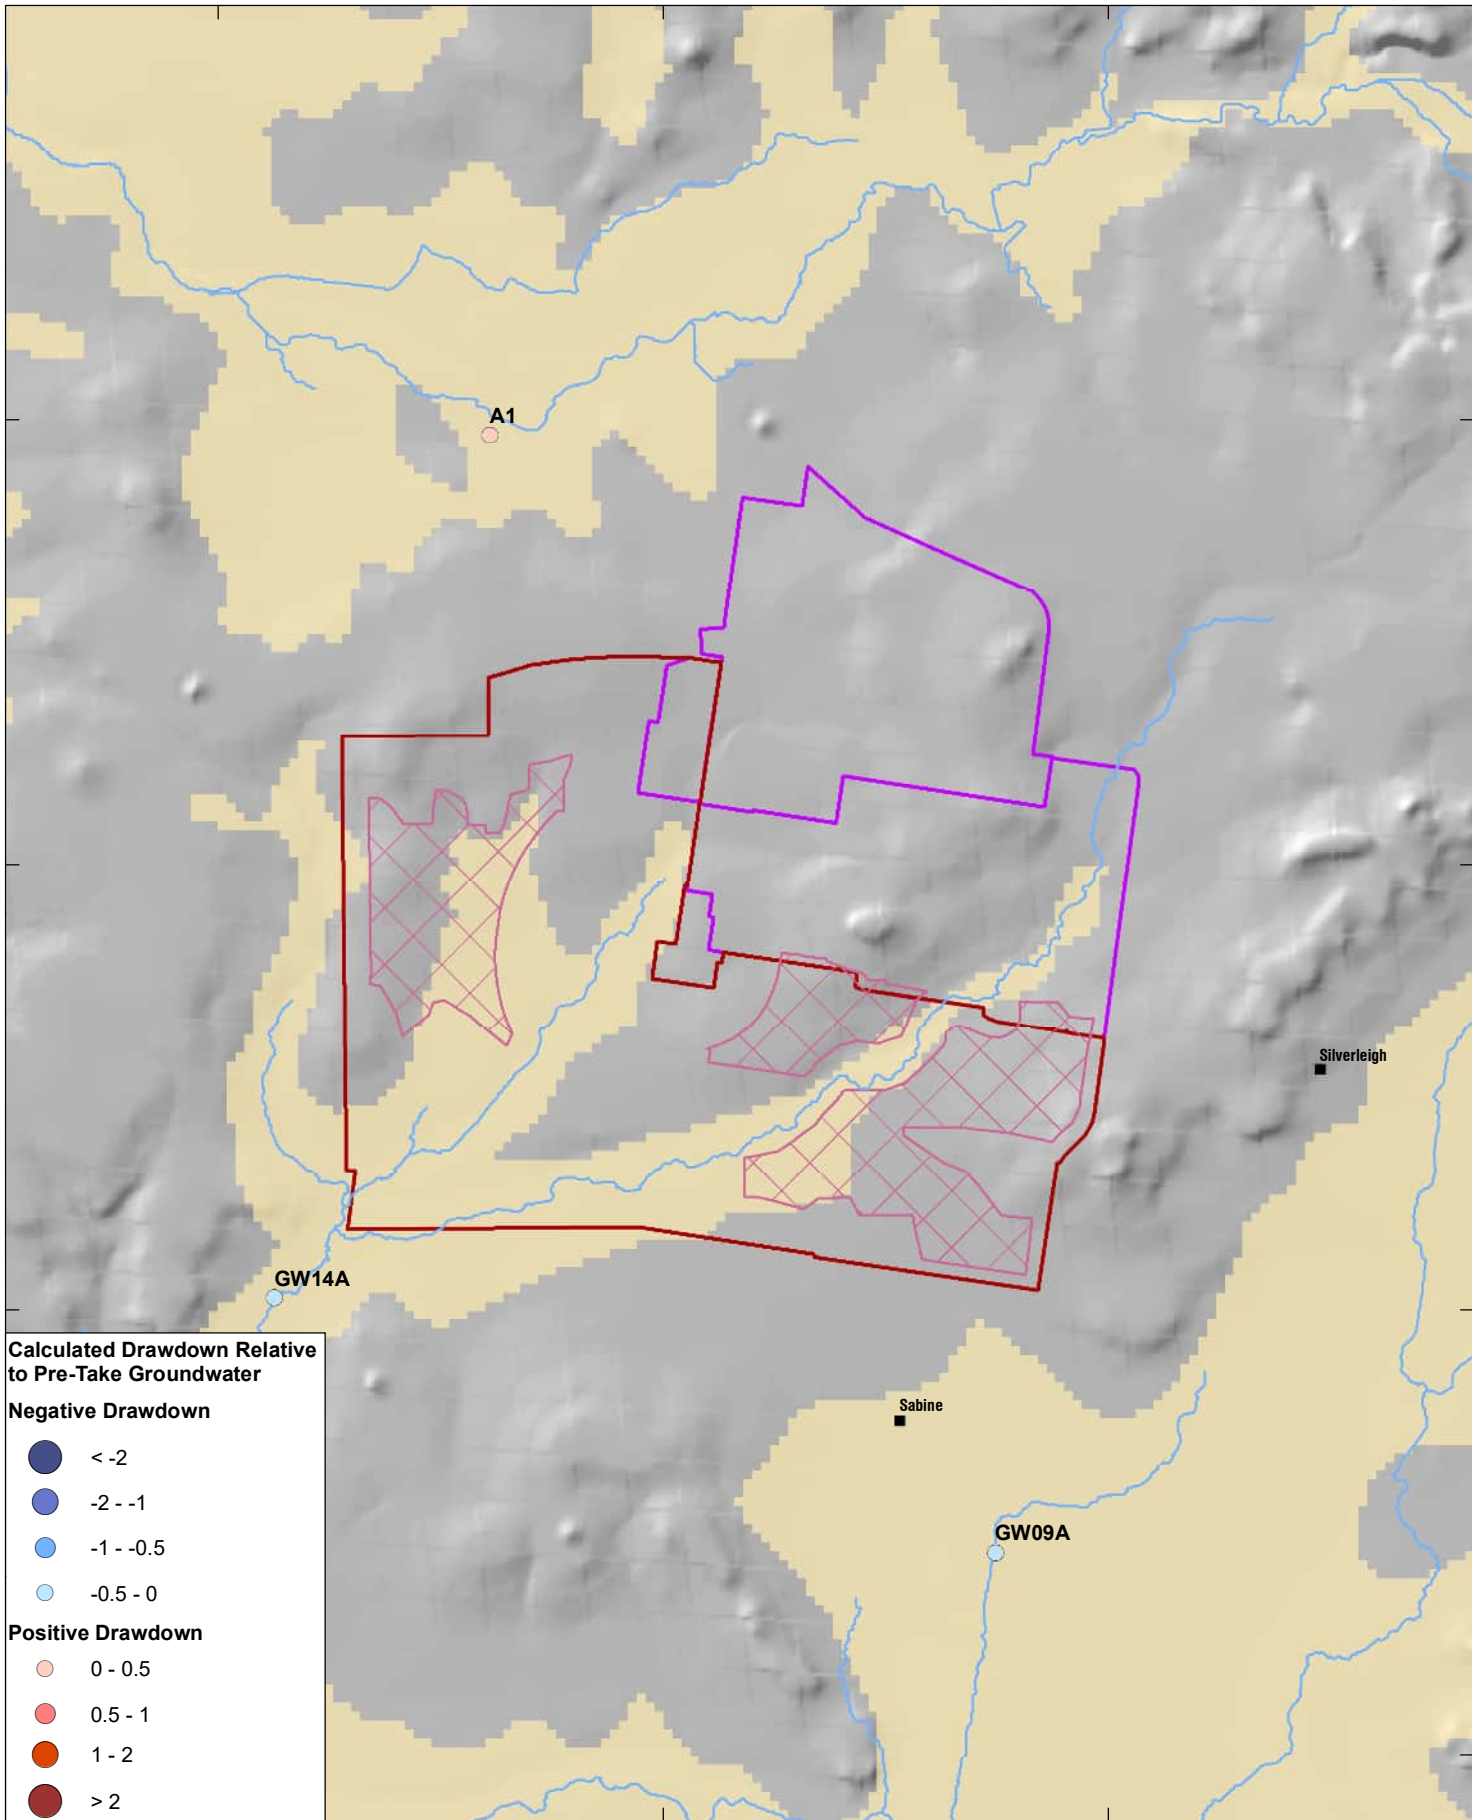 A1
Silverleigh
GW14A
Calculated Drawdown Relative
to Pre-Take Groundwater
Negative Drawdown
< -2
-2 - -1
-1 - -0.5
-0.5 - 0
Positive Drawdown
0 - 0.5
0.5 - 1
1 - 2
> 2
Sabine
GW09A